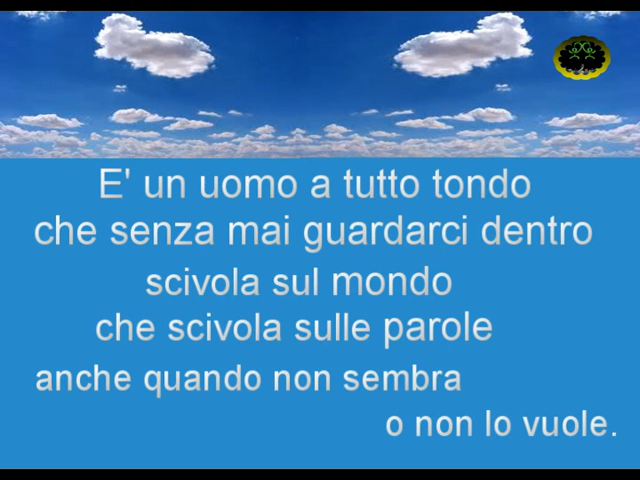 E' un uomo a tutto tondo
che senza mai guardarci dentro
scivola sul mondo
che scivola sulle parole
anche quando non sembra
o non lo vuole.